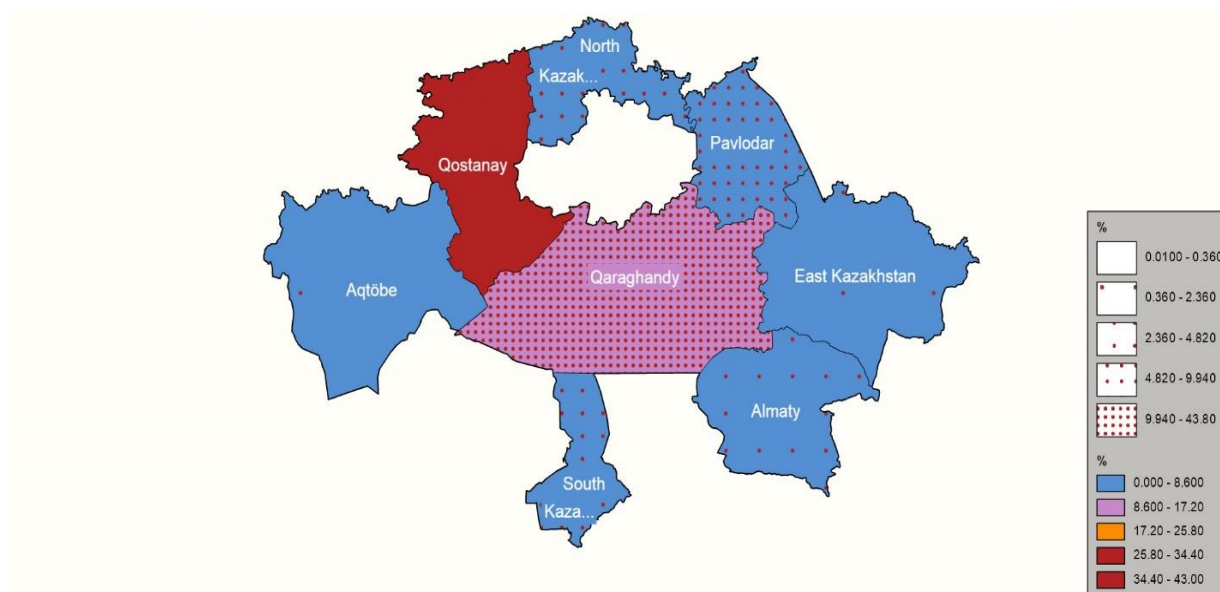 North
Kazak...
Qostanay
Pavlodar
Aqtöbe
Qaraghandy
East Kazakhstan
Almaty
South
Kaza...
%
0.0100 - 0.360
0.360 - 2.360
2.360 - 4.820
4.820 - 9.940
9.940 - 43.80
%
0.000 - 8.600
8.600 - 17.20
17.20 - 25.80
25.80 - 34.40
34.40 - 43.00